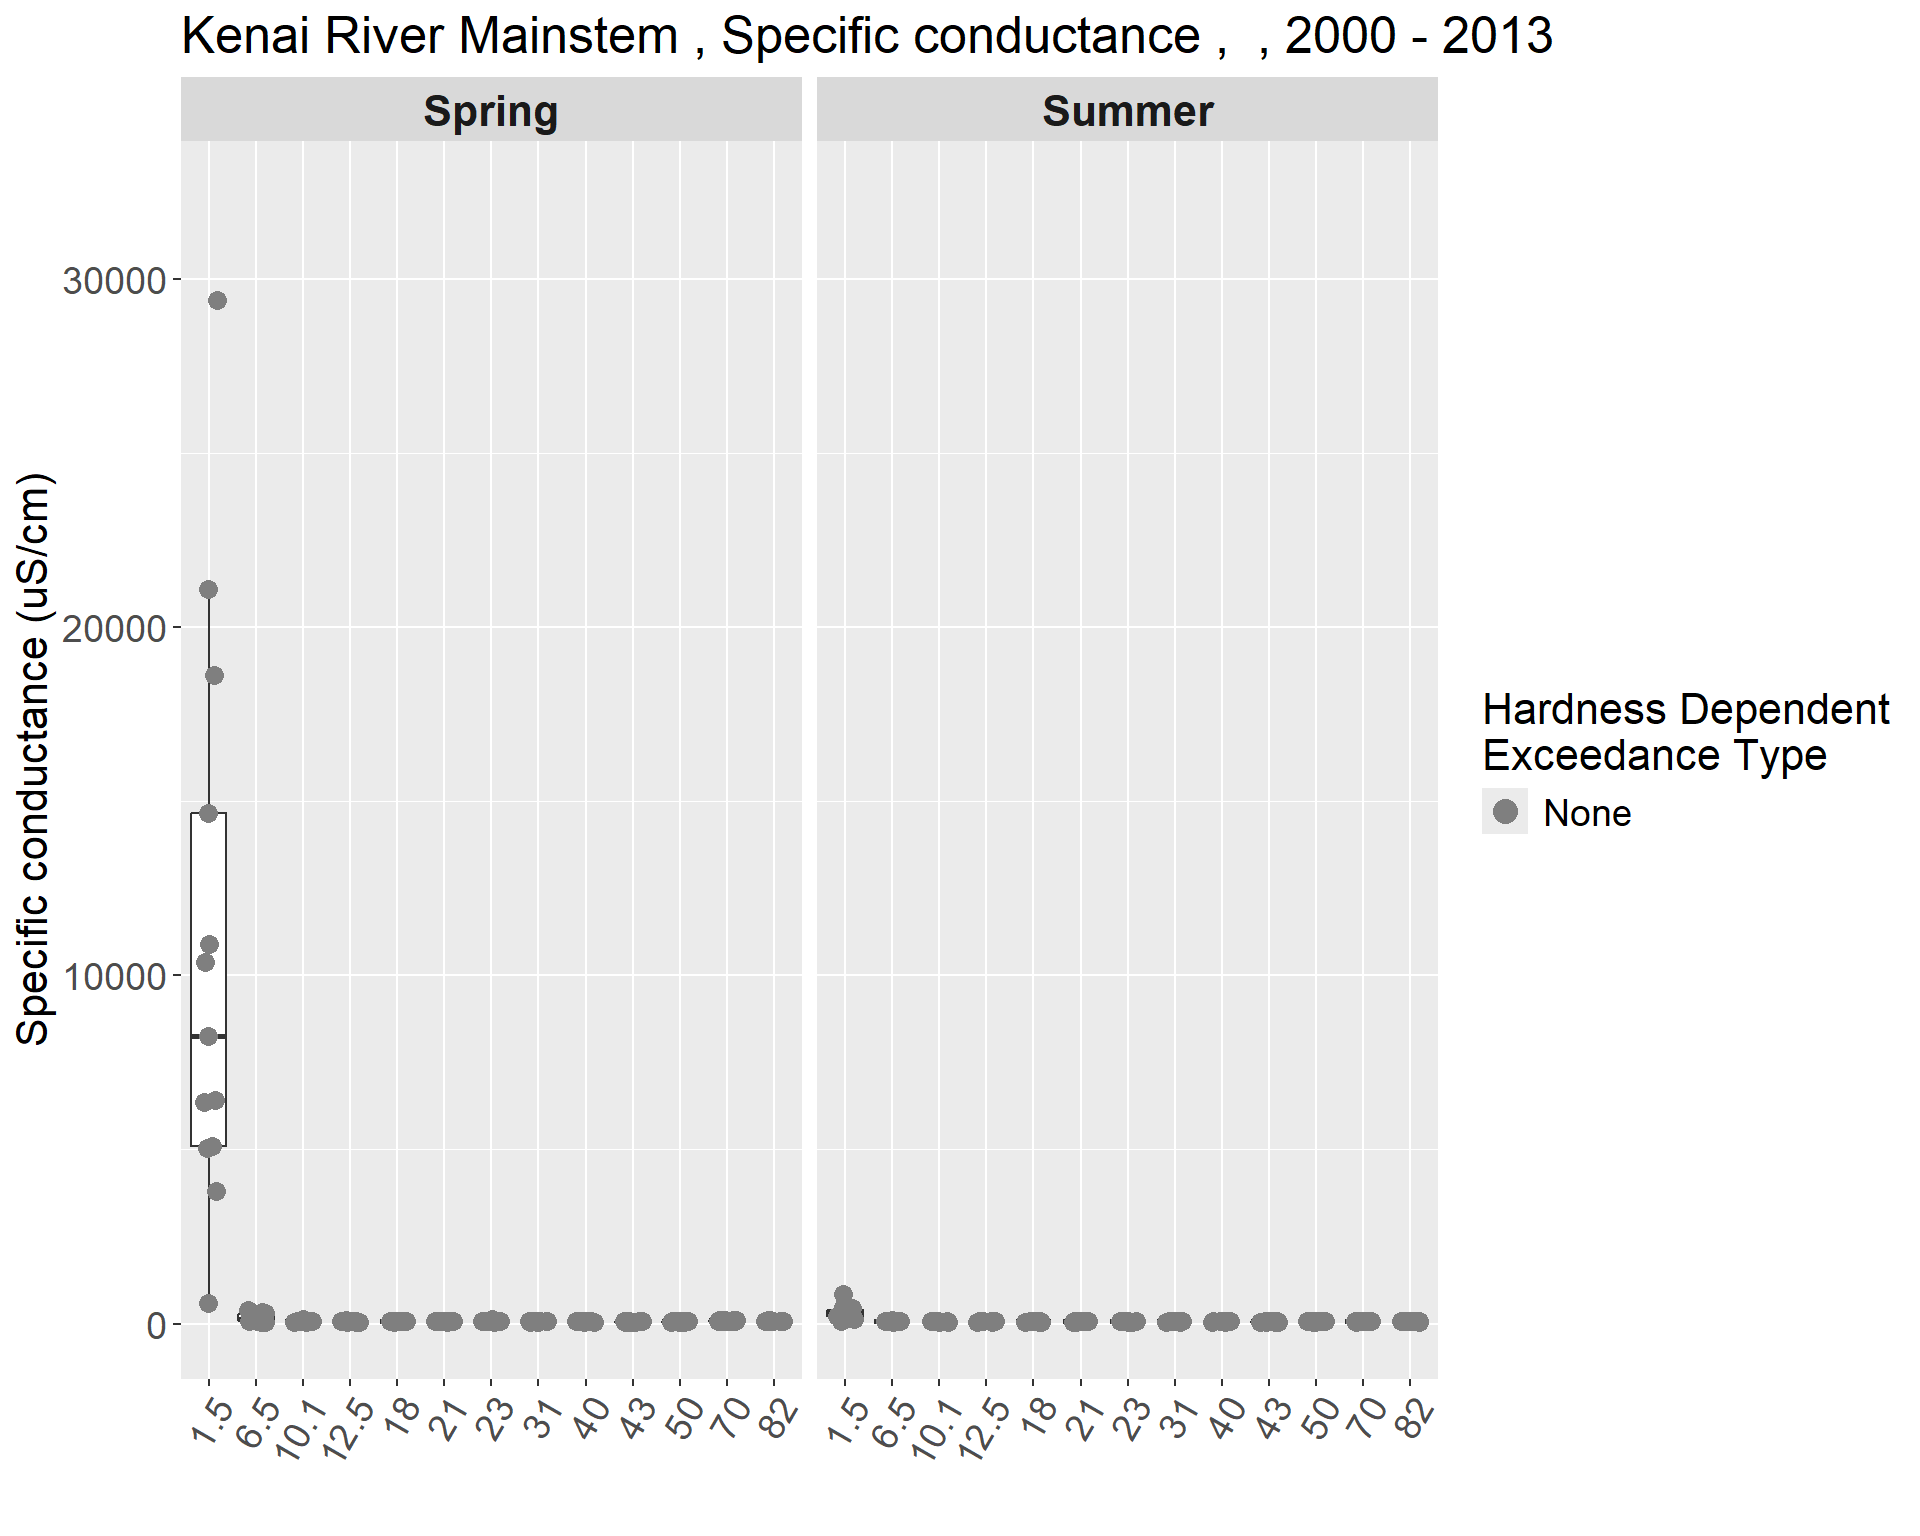 Kenai River Mainstem , Specific conductance ,  , 2000 - 2013
Spring
Summer
Specific conductance (uS/cm)
30000
20000
10000
0
1.5 6.5 10.1 12.5 18 21 23 31 40 43 50 70 82
1.5 6.5 10.1 12.5 18 21 23 31 40 43 50 70 82
Hardness Dependent
Exceedance Type
None